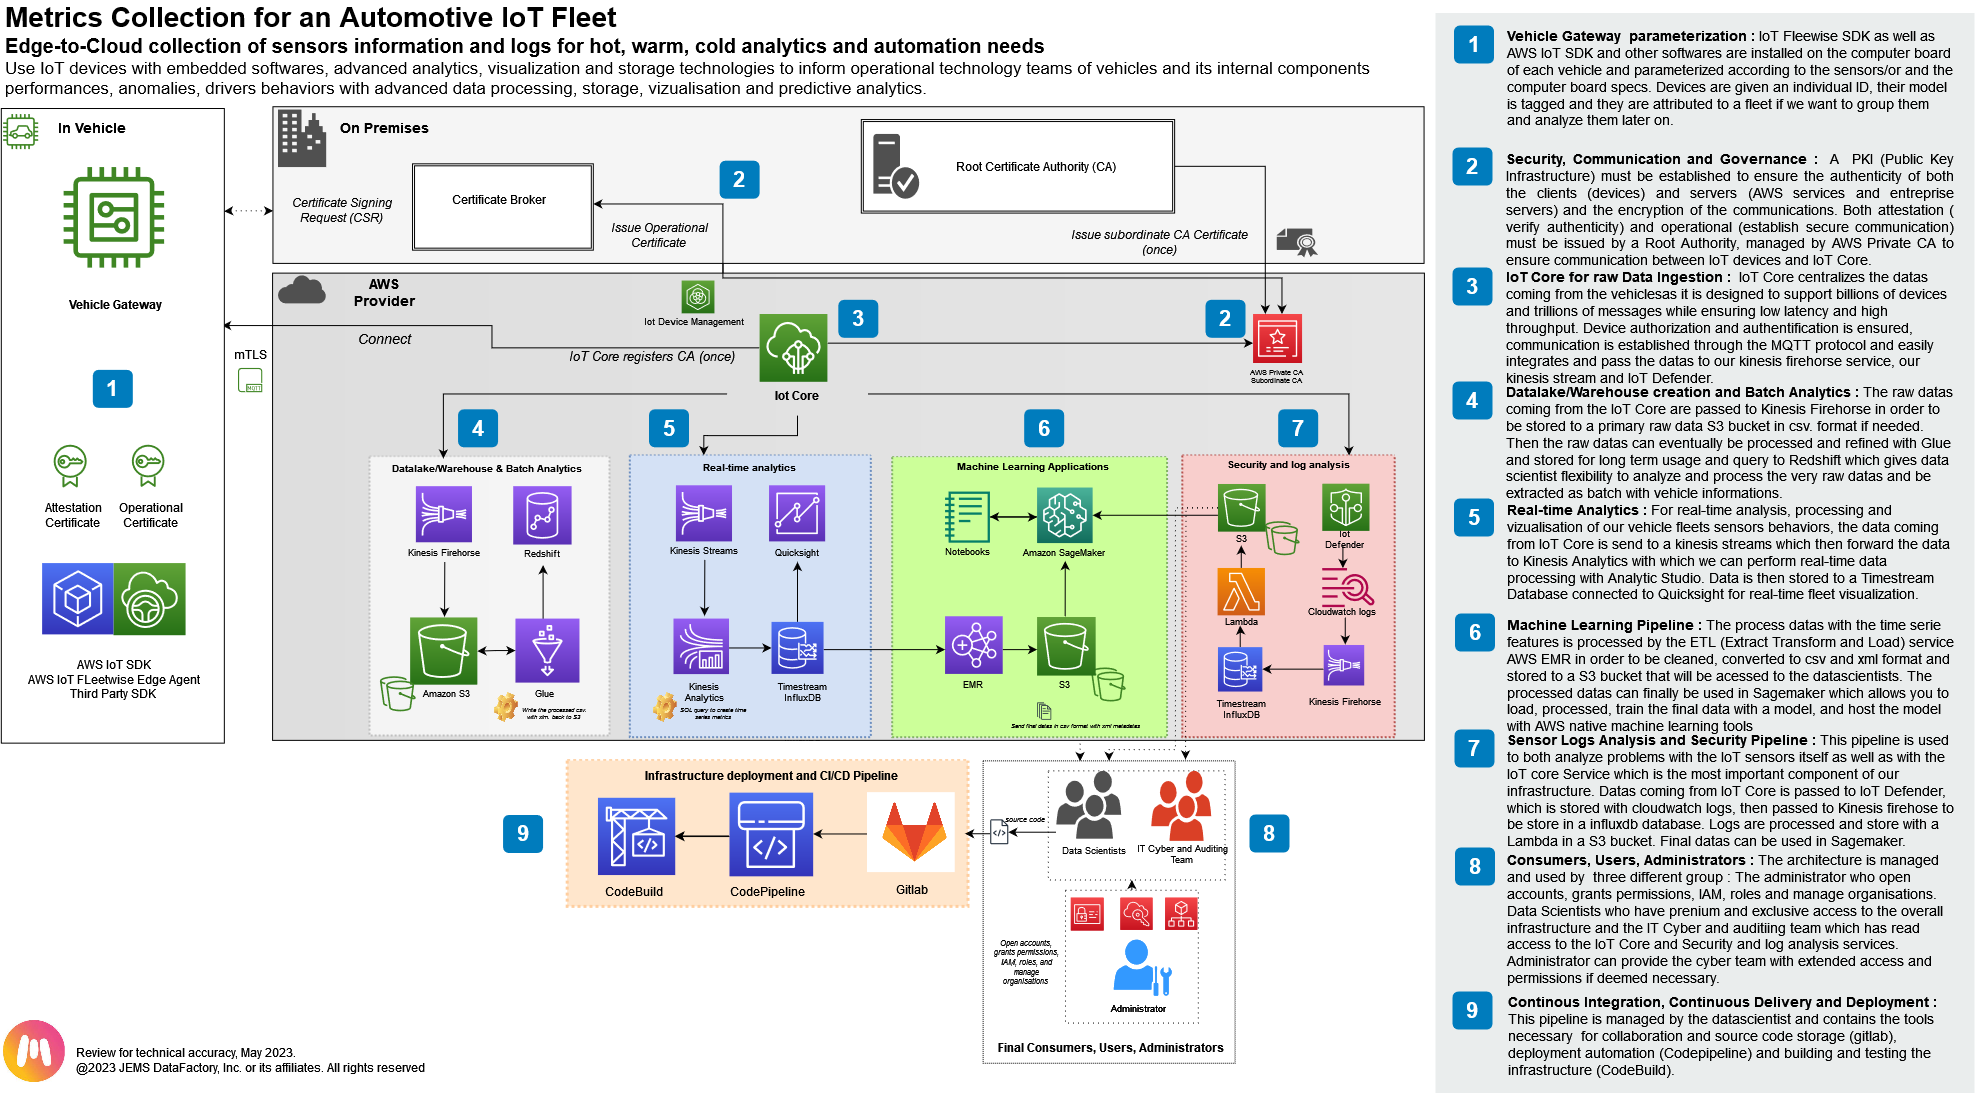 Metrics Collection for an Automotive IoT Fleet
Edge-to-Cloud collection of sensors information and logs for hot, warm, cold analytics and automation needs
Use IoT devices with embedded softwares, advanced analytics, visualization and storage technologies to inform operational technology teams of vehicles and its internal components
performances, anomalies, drivers behaviors with advanced data processing, storage, vizualisation and predictive analytics.
In Vehicle
Vehicle Gateway
1
Attestation
Certificate
Operational
Certificate
AWS IoT SDK
AWS IoT FLeetwise Edge Agent
Third Party SDK
mTLS
MQTT
On Premises
Certificate Signing
Request (CSR)
Certificate Broker
2
Issue Operational
Certificate
Root Certificate Authority (CA)
Issue subordinate CA Certificate
(once)
AWS
Provider
Connect
Iot Device Management
IoT Core registers CA (once)
3
Iot Core
2
AWS Private CA
Subordinate CA
4
5
6
7
Datalake/Warehouse & Batch Analytics
Kinesis Firehorse
Redshift
Amazon S3
Glue
Write the processed csv.
with xlm. back to S3
Real-time analytics
Kinesis Streams
Quicksight
Kinesis
Analytics
Timestream
InfluxDB
SQL query to create time
series metrics
Machine Learning Applications
Notebooks
Amazon SageMaker
EMR
S3
Send final datas in csv format with xml metadatas
Security and log analysis
S3
Iot
Defender
Lambda
Cloudwatch logs
Timestream
InfluxDB
Kinesis Firehorse
Infrastructure deployment and CI/CD Pipeline
9
CodeBuild
CodePipeline
Gitlab
source code
Data Scientists
IT Cyber and Auditing
Team
8
Open accounts,
grants permissions,
IAM, roles, and
manage
organisations
Administrator
Final Consumers, Users, Administrators
Review for technical accuracy, May 2023.
@2023 JEMS DataFactory, Inc. or its affiliates. All rights reserved
1
Vehicle Gateway parameterization : IoT Fleewise SDK as well as
AWS IoT SDK and other softwares are installed on the computer board
of each vehicle and parameterized according to the sensors/or and the
computer board specs. Devices are given an individual ID, their model
is tagged and they are attributed to a fleet if we want to group them
and analyze them later on.
2
Security, Communication and Governance : A PKI (Public Key
Infrastructure) must be established to ensure the authenticity of both
the clients (devices) and servers (AWS services and entreprise
servers) and the encryption of the communications. Both attestation (
verify authenticity) and operational (establish secure communication)
must be issued by a Root Authority, managed by AWS Private CA to
ensure communication between IoT devices and IoT Core.
3
IoT Core for raw Data Ingestion : IoT Core centralizes the datas
coming from the vehiclesas it is designed to support billions of devices
and trillions of messages while ensuring low latency and high
throughput. Device authorization and authentification is ensured,
communication is established through the MQTT protocol and easily
integrates and pass the datas to our kinesis firehorse service, our
kinesis stream and IoT Defender.
4
Datalake/Warehouse creation and Batch Analytics : The raw datas
coming from the IoT Core are passed to Kinesis Firehorse in order to
be stored to a primary raw data S3 bucket in csv. format if needed.
Then the raw datas can eventually be processed and refined with Glue
and stored for long term usage and query to Redshift which gives data
scientist flexibility to analyze and process the very raw datas and be
extracted as batch with vehicle informations.
5
Real-time Analytics : For real-time analysis, processing and
vizualisation of our vehicle fleets sensors behaviors, the data coming
from IoT Core is send to a kinesis streams which then forward the data
to Kinesis Analytics with which we can perform real-time data
processing with Analytic Studio. Data is then stored to a Timestream
Database connected to Quicksight for real-time fleet visualization.
6
Machine Learning Pipeline : The process datas with the time serie
features is processed by the ETL (Extract Transform and Load) service
AWS EMR in order to be cleaned, converted to csv and xml format and
stored to a S3 bucket that will be acessed to the datascientists. The
processed datas can finally be used in Sagemaker which allows you to
load, processed, train the final data with a model, and host the model
with AWS native machine learning tools
7
Sensor Logs Analysis and Security Pipeline : This pipeline is used
to both analyze problems with the IoT sensors itself as well as with the
IoT core Service which is the most important component of our
infrastructure. Datas coming from IoT Core is passed to IoT Defender,
which is stored with cloudwatch logs, then passed to Kinesis firehose to
be store in a influxdb database. Logs are processed and store with a
Lambda in a S3 bucket. Final datas can be used in Sagemaker.
8
Consumers, Users, Administrators : The architecture is managed
and used by three different group : The administrator who open
accounts, grants permissions, IAM, roles and manage organisations.
Data Scientists who have prenium and exclusive access to the overall
infrastructure and the IT Cyber and auditiing team which has read
access to the IoT Core and Security and log analysis services.
Administrator can provide the cyber team with extended access and
permissions if deemed necessary.
9
Continous Integration, Continuous Delivery and Deployment :
This pipeline is managed by the datascientist and contains the tools
necessary for collaboration and source code storage (gitlab),
deployment automation (Codepipeline) and building and testing the
infrastructure (CodeBuild).